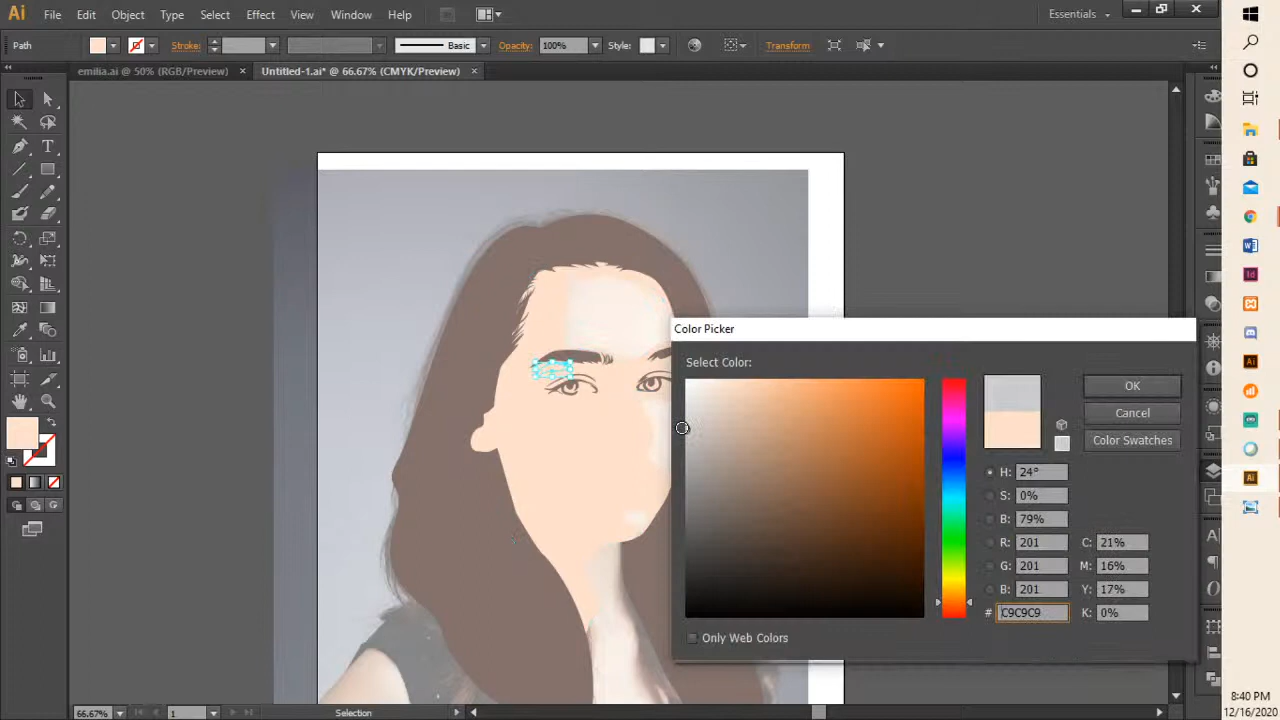 Ai File Edit Object Type Select Effect View Window Help Essentials
Path Stroke: Basic Opacity: 100% Style: Transform
emilia.ai @ 50% (RGB/Preview) × Untitled-1.ai* @ 66.67% (CMYK/Preview) ×
Color Picker
Select Color:
OK
Cancel
Color Swatches
H: 24°
S: 0%
B: 79%
R: 201 C: 21%
G: 201 M: 16%
B: 201 Y: 17%
# C9C9C9 K: 0%
Only Web Colors
66.67% 1 Selection
8:40 PM
12/16/2020